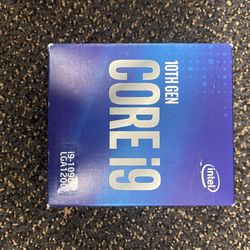 10TH GEN
CORE i9
intel
LGA1200